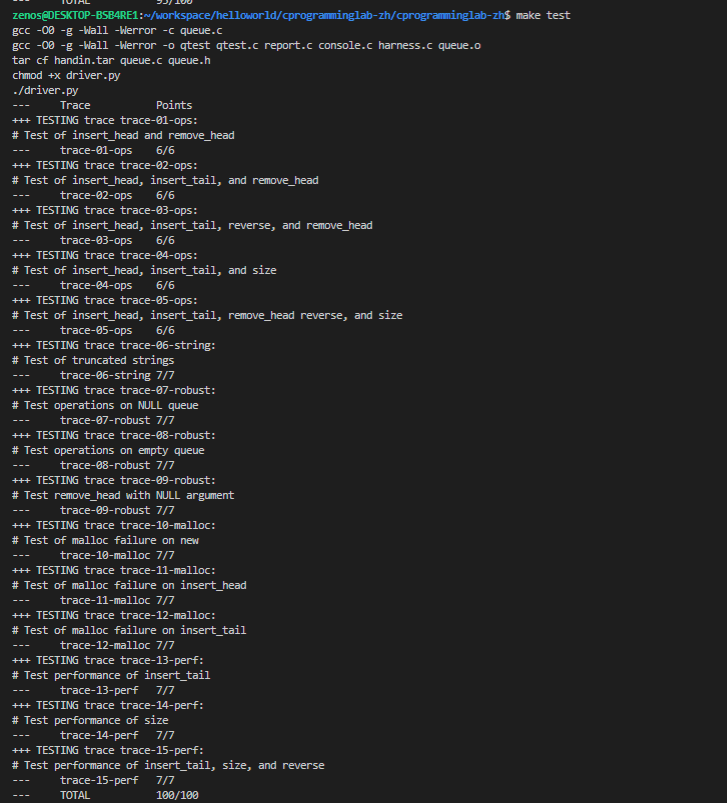 --- TOTAL 95/100
zenos@DESKTOP-BSB4RE1:~/workspace/helloworld/cprogramminglab-zh/cprogramminglab-zh$ make test
gcc -O0 -g -Wall -Werror -c queue.c
gcc -O0 -g -Wall -Werror -o qtest qtest.c report.c console.c harness.c queue.o
tar cf handin.tar queue.c queue.h
chmod +x driver.py
./driver.py
--- Trace Points
+++ TESTING trace trace-01-ops:
# Test of insert_head and remove_head
--- trace-01-ops 6/6
+++ TESTING trace trace-02-ops:
# Test of insert_head, insert_tail, and remove_head
--- trace-02-ops 6/6
+++ TESTING trace trace-03-ops:
# Test of insert_head, insert_tail, reverse, and remove_head
--- trace-03-ops 6/6
+++ TESTING trace trace-04-ops:
# Test of insert_head, insert_tail, and size
--- trace-04-ops 6/6
+++ TESTING trace trace-05-ops:
# Test of insert_head, insert_tail, remove_head reverse, and size
--- trace-05-ops 6/6
+++ TESTING trace trace-06-string:
# Test of truncated strings
--- trace-06-string 7/7
+++ TESTING trace trace-07-robust:
# Test operations on NULL queue
--- trace-07-robust 7/7
+++ TESTING trace trace-08-robust:
# Test operations on empty queue
--- trace-08-robust 7/7
+++ TESTING trace trace-09-robust:
# Test remove_head with NULL argument
--- trace-09-robust 7/7
+++ TESTING trace trace-10-malloc:
# Test of malloc failure on new
--- trace-10-malloc 7/7
+++ TESTING trace trace-11-malloc:
# Test of malloc failure on insert_head
--- trace-11-malloc 7/7
+++ TESTING trace trace-12-malloc:
# Test of malloc failure on insert_tail
--- trace-12-malloc 7/7
+++ TESTING trace trace-13-perf:
# Test performance of insert_tail
--- trace-13-perf 7/7
+++ TESTING trace trace-14-perf:
# Test performance of size
--- trace-14-perf 7/7
+++ TESTING trace trace-15-perf:
# Test performance of insert_tail, size, and reverse
--- trace-15-perf 7/7
--- TOTAL 100/100